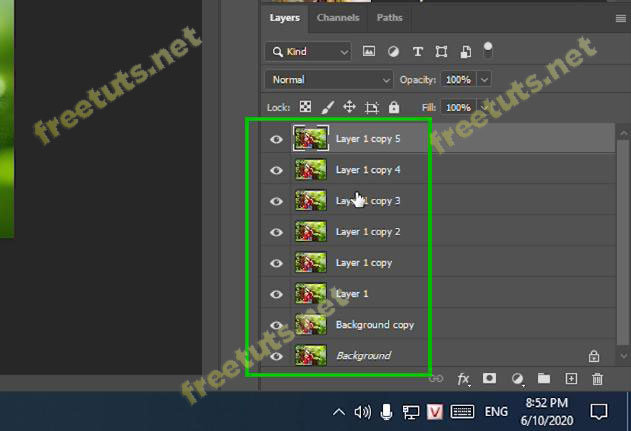 Layers Channels Paths
freetuts.net
Kind
T
freetuts.net
Normal Opacity: 100%
Lock: Fill: 100%
Layer 1 copy 5
Layer 1 copy 4
Layer 1 copy 3
Layer 1 copy 2
Layer 1 copy
Layer 1
Background copy
Background
freetuts.net
fx
V ENG 8:52 PM
6/10/2020